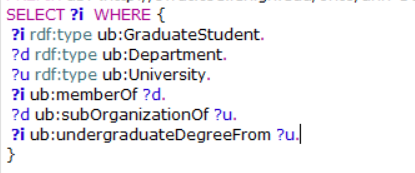 SELECT ?i  WHERE {
?i rdf:type ub:GraduateStudent.
?d rdf:type ub:Department.
?u rdf:type ub:University.
?i ub:memberOf ?d.
?d ub:subOrganizationOf ?u.
?i ub:undergraduateDegreeFrom ?u.
}